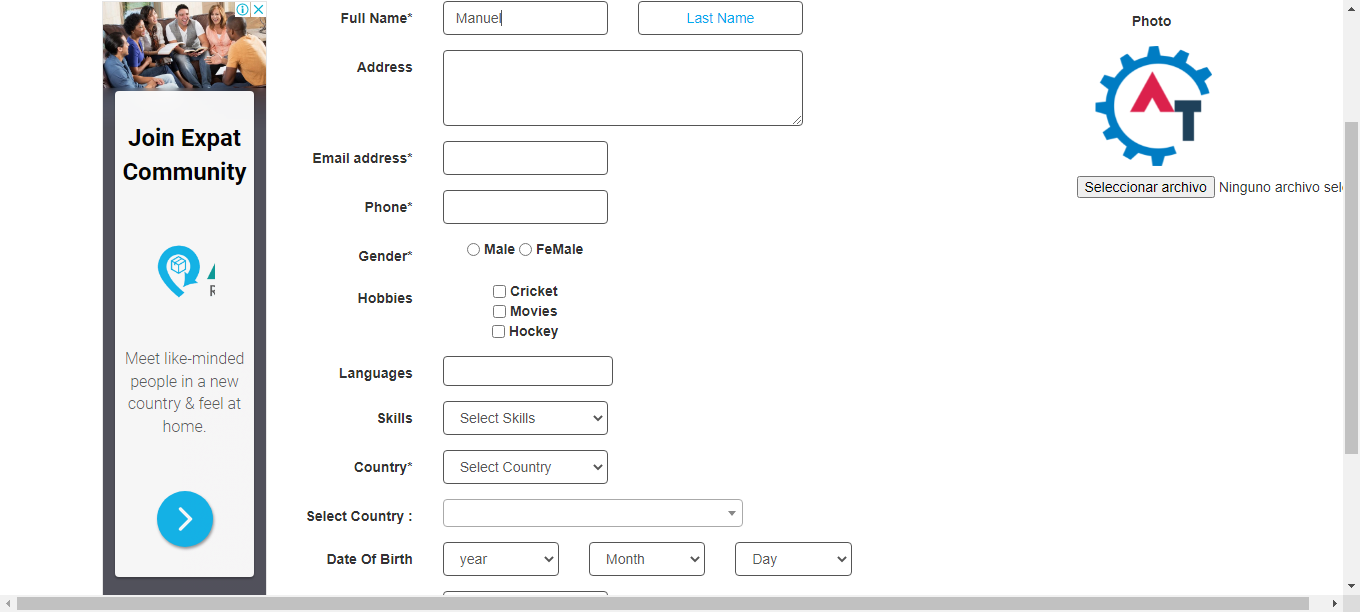 Join Expat
Community
R
Meet like-minded
people in a new
country & feel at
home.
Full Name* Manuel Last Name
Address
Email address*
Phone*
Gender* Male FeMale
Hobbies Cricket
Movies
Hockey
Languages
Skills Select Skills
Country* Select Country
Select Country :
Date Of Birth year Month Day
Photo
AT
Seleccionar archivo Ninguno archivo sel